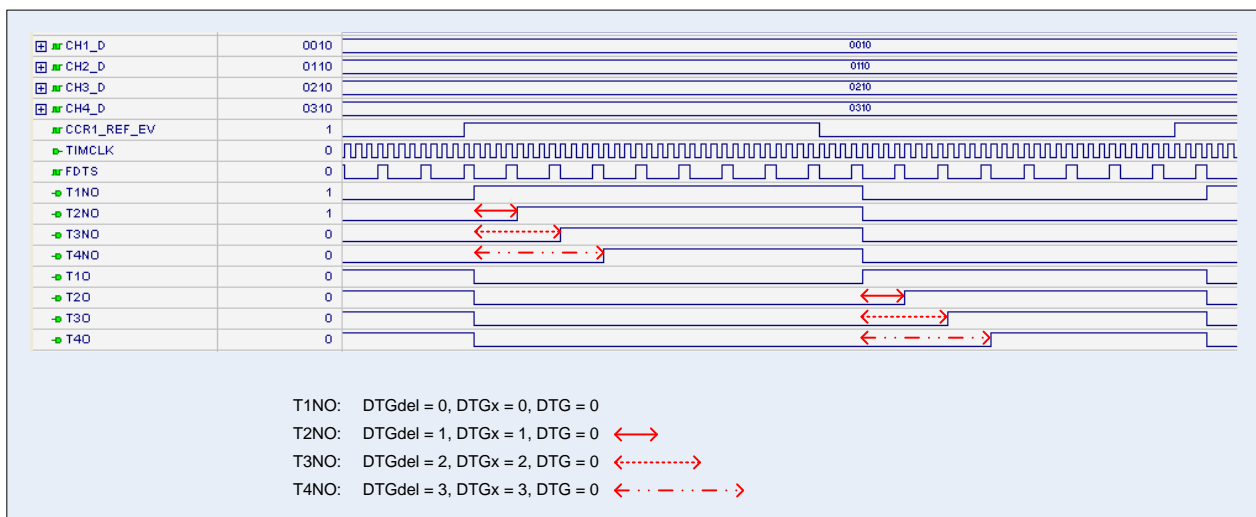 CH1_D 0010 0010
CH2_D 0110 0110
CH3_D 0210 0210
CH4_D 0310 0310
CCR1_REF_EV 1
TIMCLK 0
FDTS 0
T1NO 1
T2NO 1
T3NO 0
T4NO 0
T1O 0
T2O 0
T3O 0
T4O 0
T1NO: DTGdel = 0, DTGx = 0, DTG = 0
T2NO: DTGdel = 1, DTGx = 1, DTG = 0
T3NO: DTGdel = 2, DTGx = 2, DTG = 0
T4NO: DTGdel = 3, DTGx = 3, DTG = 0